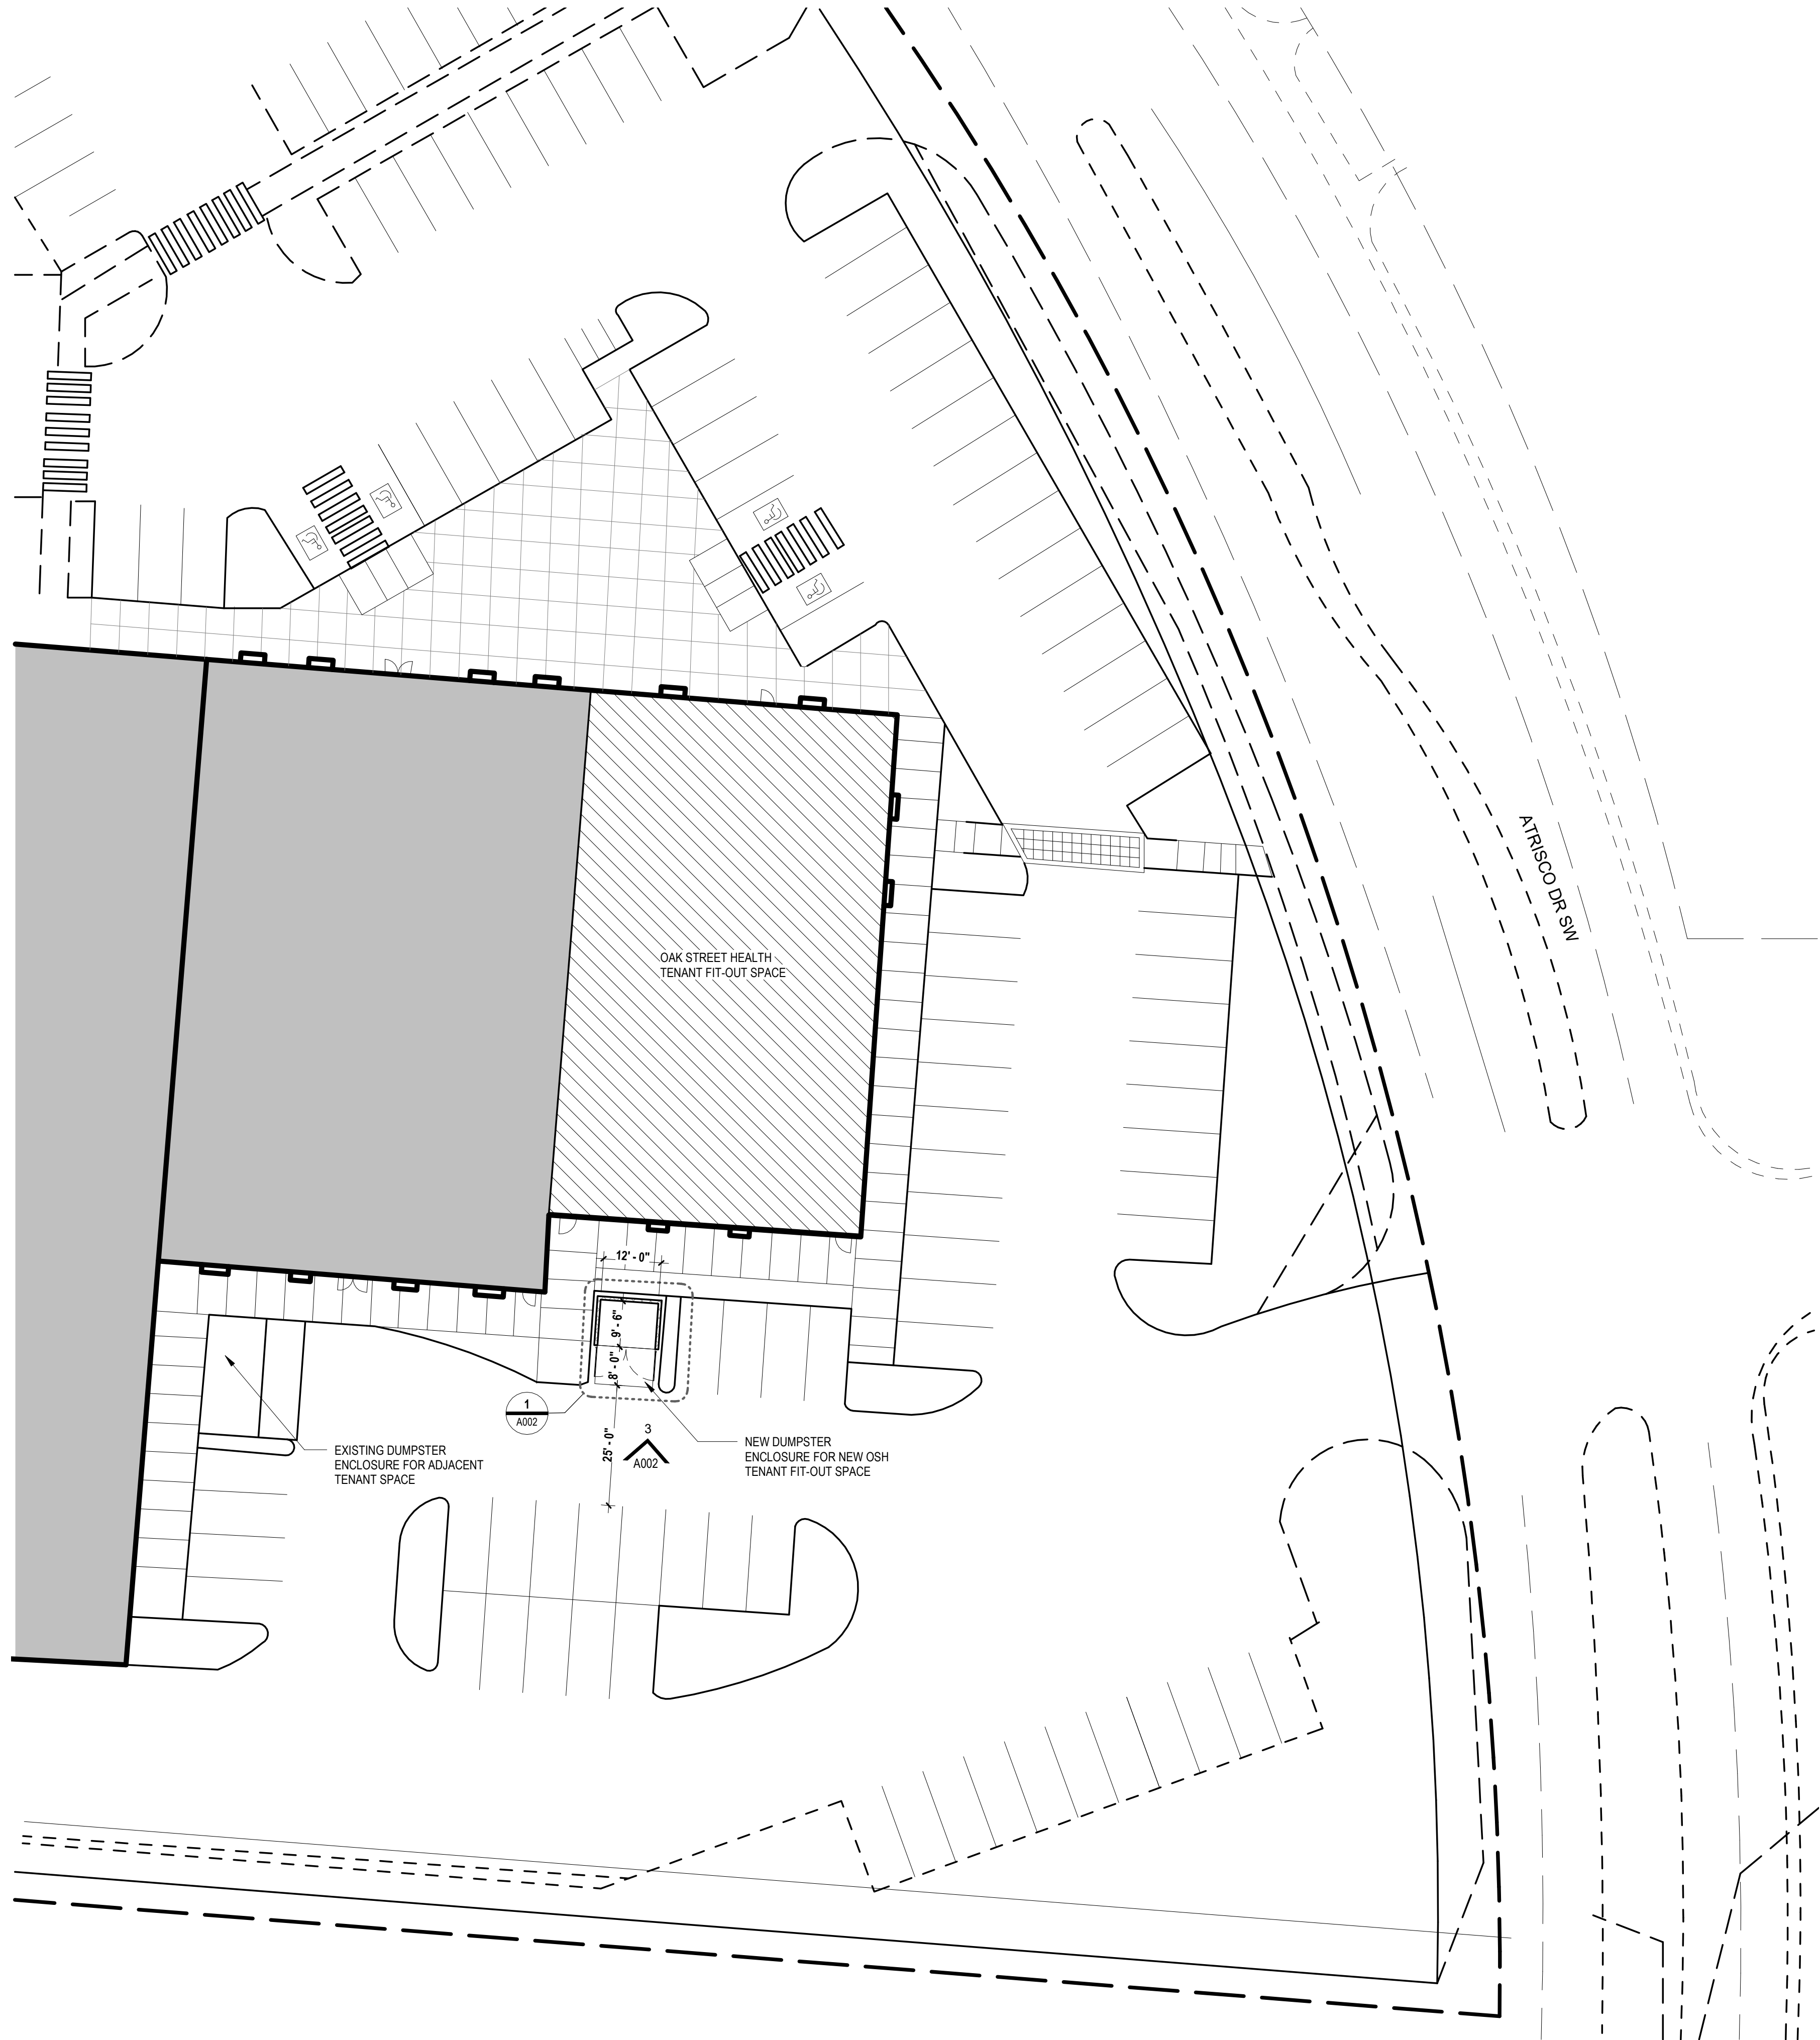 ATRISCO DR SW
OAK STREET HEALTH
TENANT FIT-OUT SPACE
12' - 0"
9' - 6"
8' - 0"
25' - 0"
1
A002
3
A002
EXISTING DUMPSTER
ENCLOSURE FOR ADJACENT
TENANT SPACE
NEW DUMPSTER
ENCLOSURE FOR NEW OSH
TENANT FIT-OUT SPACE